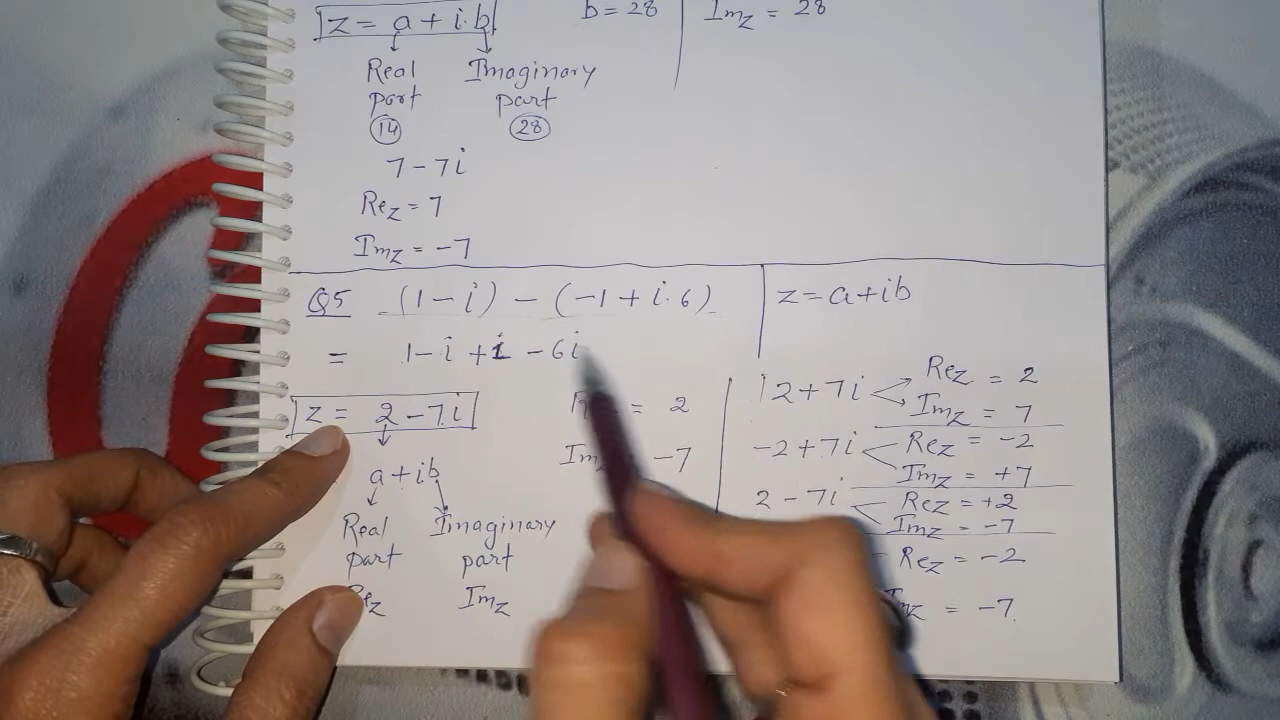 z = a + i.b
Real part
Imaginary part
14
28
b = 28
Imz = 28
7 - 7i
Rez = 7
Imz = -7
Q5 (1 - i) - (-1 + i.6)
= 1 - i + 1 - 6i
z = 2 - 7i
a + ib
Real part
Imaginary part
Imz
= 2
-7
z = a + ib
2 + 7i
Rez = 2
Imz = 7
-2 + 7i
Rez = -2
Imz = +7
2 - 7i
Rez = +2
Imz = -7
Rez = -2
= -7